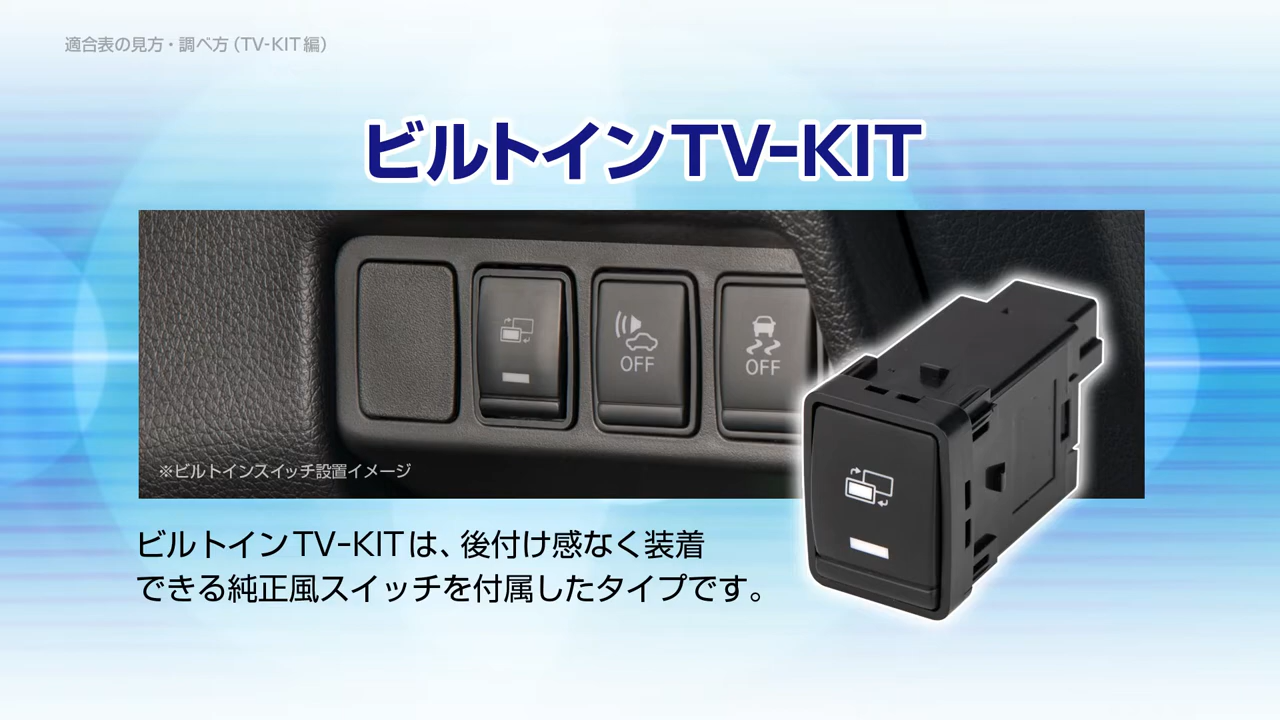 適合表の見方・調べ方（TV-KIT編）
ビルトインTV-KIT
OFF
OFF
※ビルトインスイッチ設置イメージ
ビルトインTV-KITは、後付け感なく装着
できる純正風スイッチを付属したタイプです。